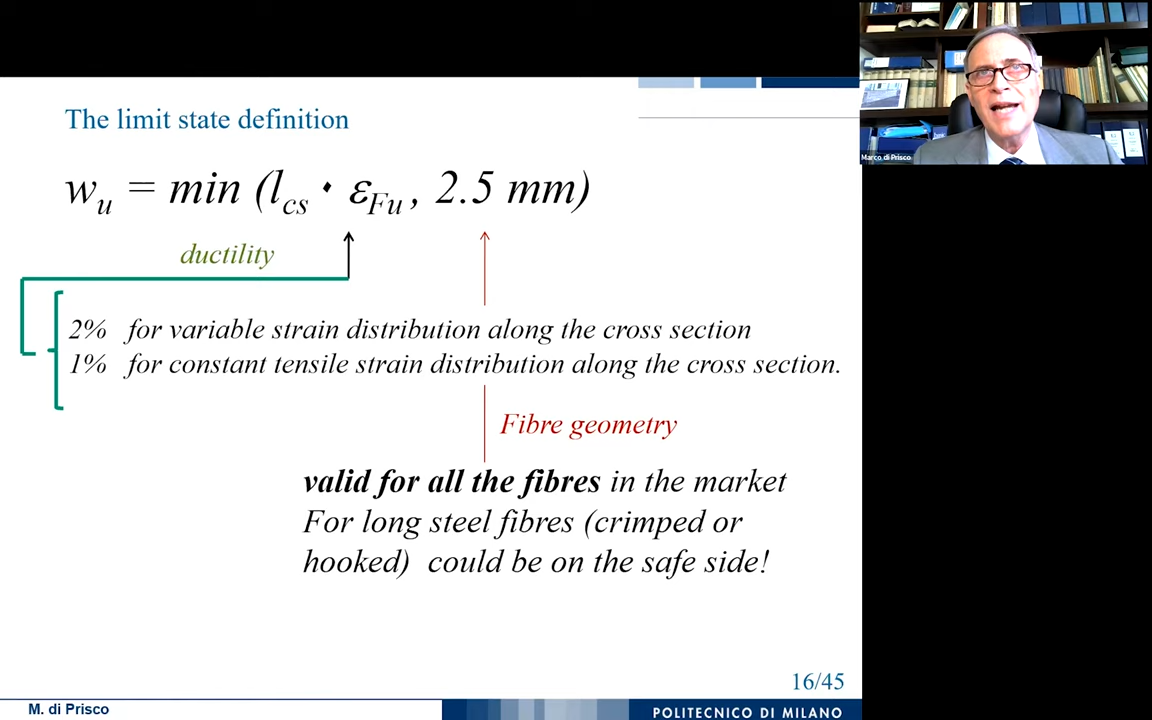 The limit state definition
w_u = min (l_cs · ε_Fu , 2.5 mm)
ductility
2% for variable strain distribution along the cross section
1% for constant tensile strain distribution along the cross section.
Fibre geometry
valid for all the fibres in the market
For long steel fibres (crimped or
hooked) could be on the safe side!
16/45
M. di Prisco
POLITECNICO DI MILANO
Marco di Prisco